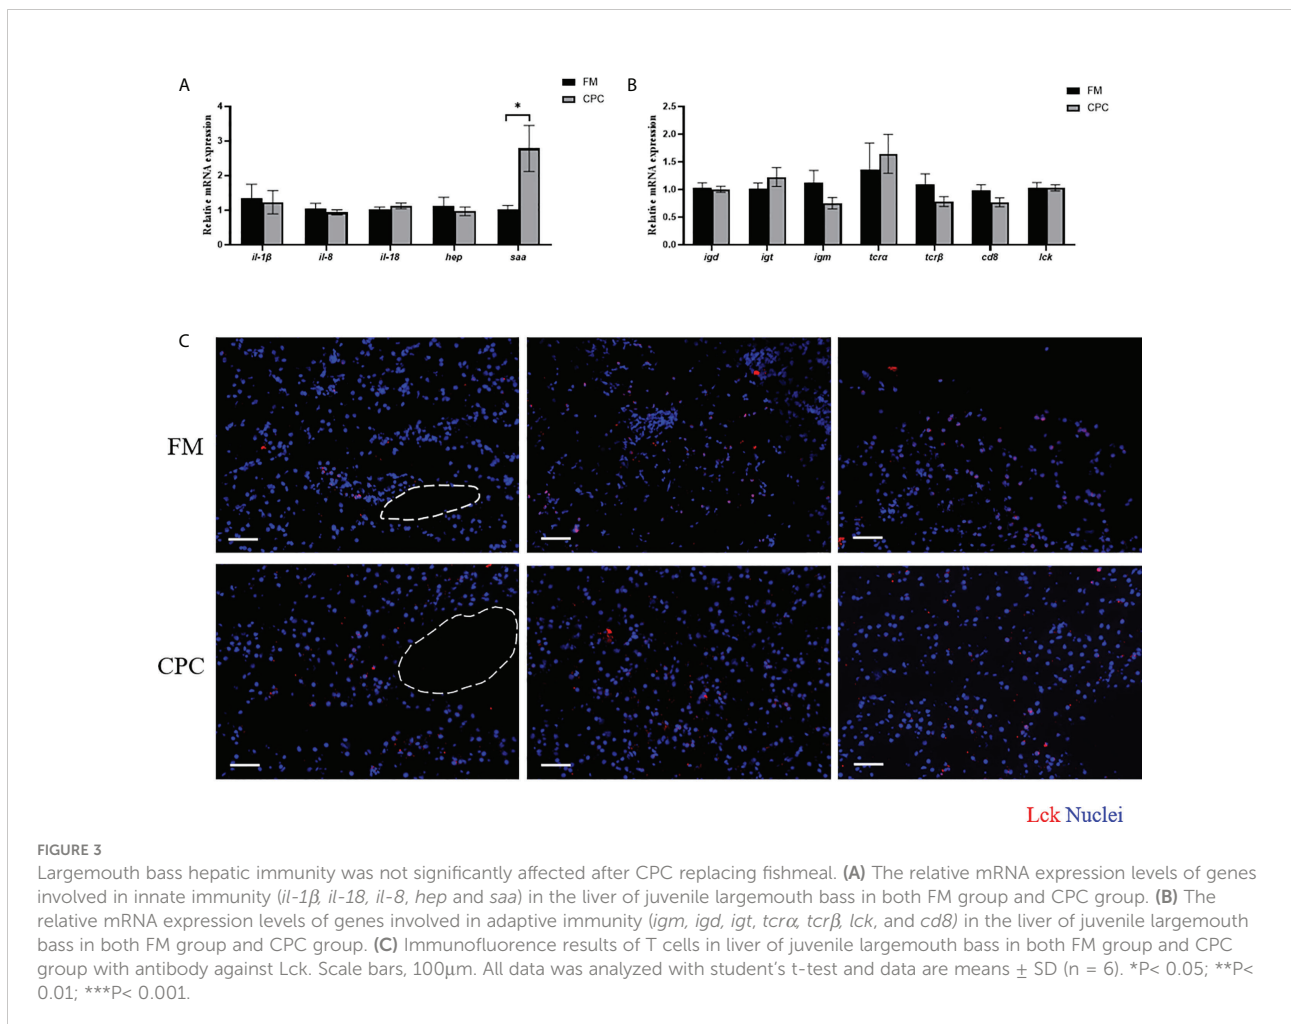 A
FM
CPC
Relative mRNA expression
4
3
2
1
0
*
il-1β
il-8
il-18
hep
saa
B
FM
CPC
Relative mRNA expression
2.5
2.0
1.5
1.0
0.5
0.0
igd
igt
igm
tcrα
tcrβ
cd8
lck
C
FM
CPC
Lck Nuclei
FIGURE 3
Largemouth bass hepatic immunity was not significantly affected after CPC replacing fishmeal. (A) The relative mRNA expression levels of genes
involved in innate immunity (il-1β, il-18, il-8, hep and saa) in the liver of juvenile largemouth bass in both FM group and CPC group. (B) The
relative mRNA expression levels of genes involved in adaptive immunity (igm, igd, igt, tcrα, tcrβ, lck, and cd8) in the liver of juvenile largemouth
bass in both FM group and CPC group. (C) Immunofluorence results of T cells in liver of juvenile largemouth bass in both FM group and CPC
group with antibody against Lck. Scale bars, 100μm. All data was analyzed with student's t-test and data are means ± SD (n = 6). *P< 0.05; **P<
0.01; ***P< 0.001.